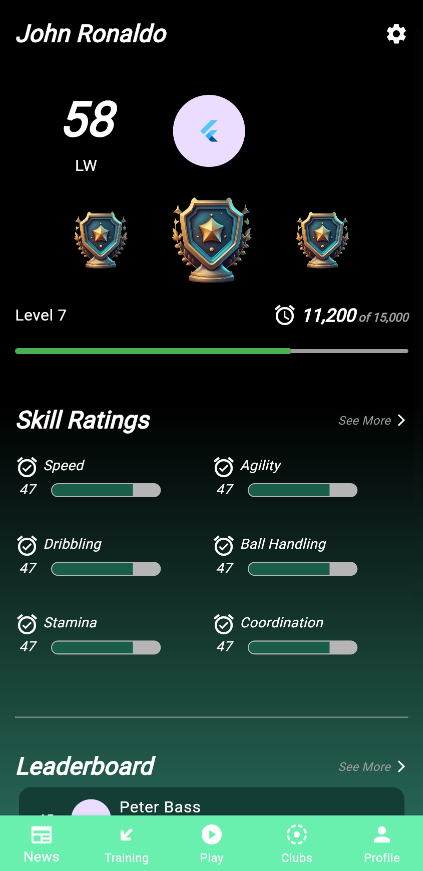 John Ronaldo
58
LW
Level 7
11,200 of 15,000
Skill Ratings
See More
Speed
47
Agility
47
Dribbling
47
Ball Handling
47
Stamina
47
Coordination
47
Leaderboard
See More
Peter Bass
News
Training
Play
Clubs
Profile